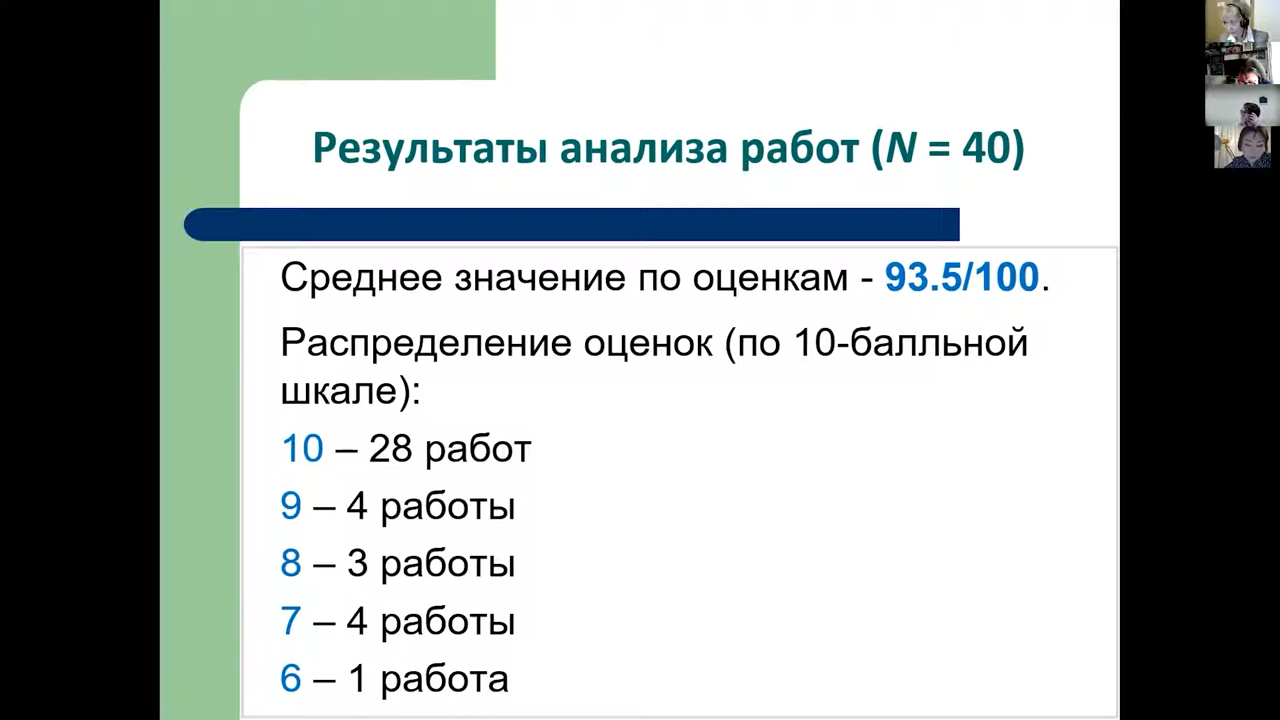 Результаты анализа работ (N = 40)
Среднее значение по оценкам - 93.5/100.
Распределение оценок (по 10-балльной
шкале):
10 – 28 работ
9 – 4 работы
8 – 3 работы
7 – 4 работы
6 – 1 работа